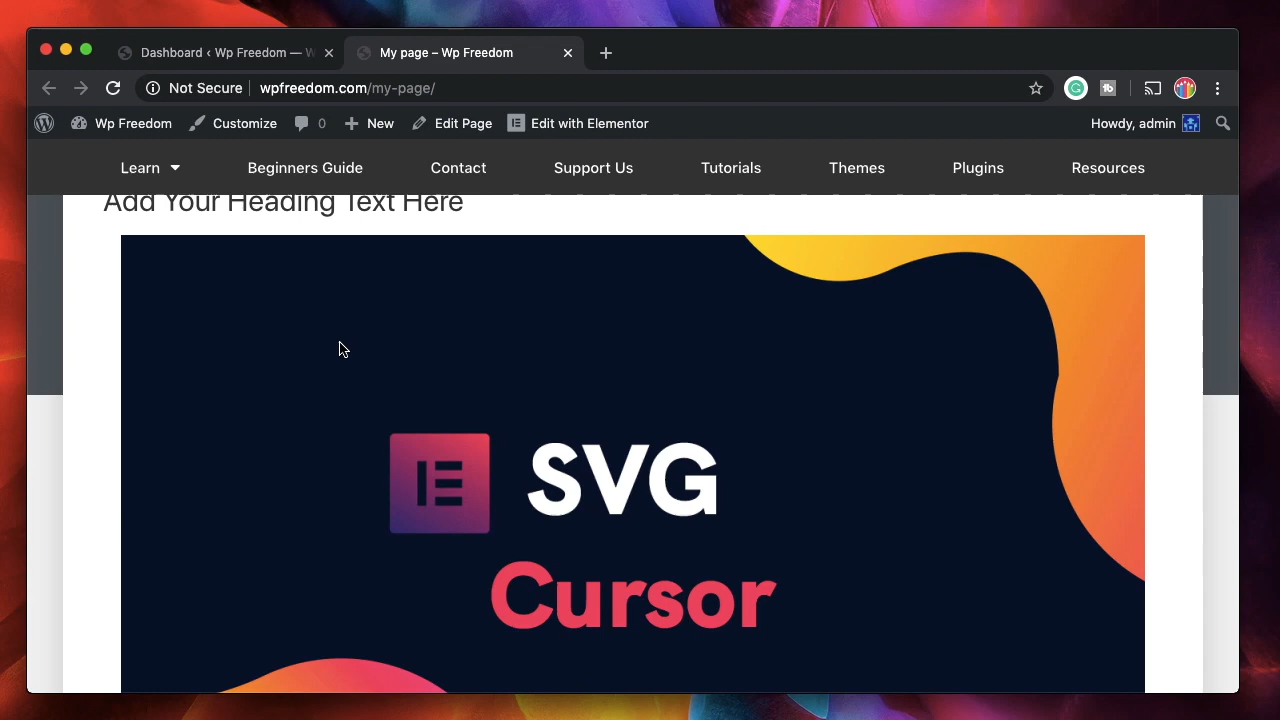 Dashboard ‹ Wp Freedom — W
My page – Wp Freedom
Not Secure
wpfreedom.com/my-page/
Wp Freedom
Customize
0
New
Edit Page
Edit with Elementor
Howdy, admin
Learn
Beginners Guide
Contact
Support Us
Tutorials
Themes
Plugins
Resources
Add Your Heading Text Here
SVG
Cursor